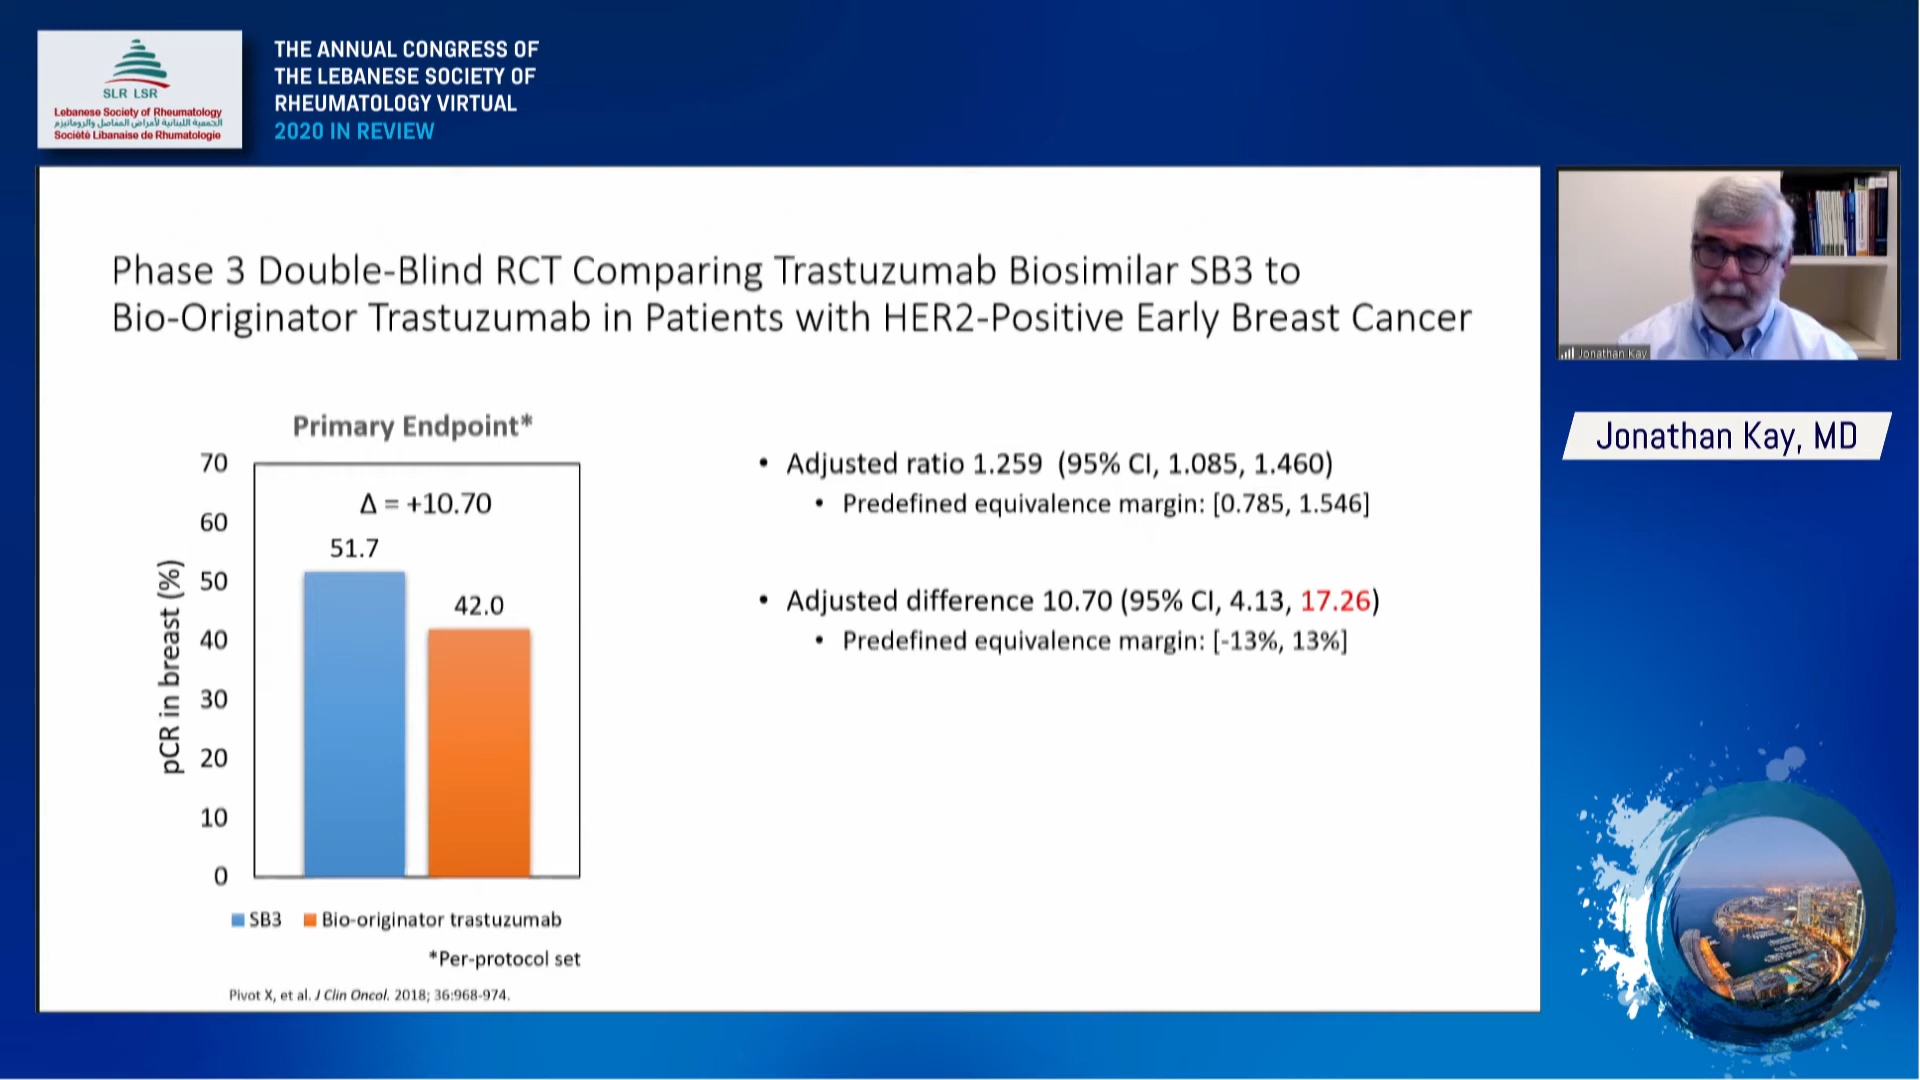 SLR LSR
Lebanese Society of Rheumatology
الجمعية اللبنانية لأمراض المفاصل والروماتيزم
Société Libanaise de Rhumatologie
THE ANNUAL CONGRESS OF
THE LEBANESE SOCIETY OF
RHEUMATOLOGY VIRTUAL
2020 IN REVIEW
Phase 3 Double-Blind RCT Comparing Trastuzumab Biosimilar SB3 to
Bio-Originator Trastuzumab in Patients with HER2-Positive Early Breast Cancer
Primary Endpoint*
pCR in breast (%)
70
60
50
40
30
20
10
0
Δ = +10.70
51.7
42.0
SB3 Bio-originator trastuzumab
*Per-protocol set
Pivot X, et al. J Clin Oncol. 2018; 36:968-974.
• Adjusted ratio 1.259 (95% CI, 1.085, 1.460)
• Predefined equivalence margin: [0.785, 1.546]
• Adjusted difference 10.70 (95% CI, 4.13, 17.26)
• Predefined equivalence margin: [-13%, 13%]
Jonathan Kay
Jonathan Kay, MD